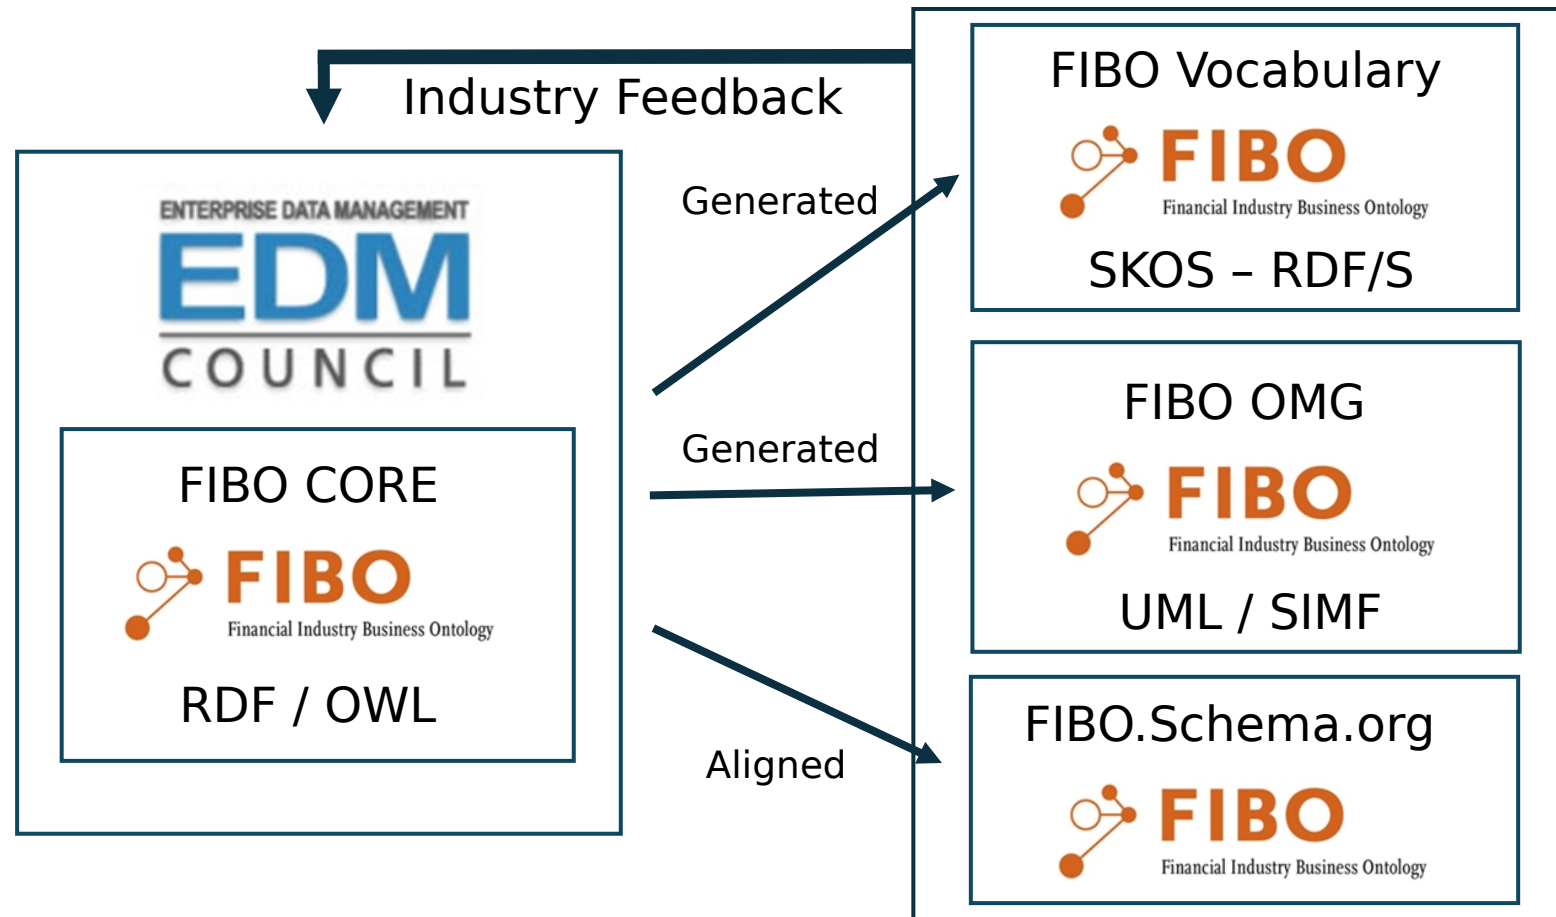 Industry Feedback
ENTERPRISE DATA MANAGEMENT
EDM
COUNCIL
FIBO CORE
FIBO
Financial Industry Business Ontology
RDF / OWL
Generated
Generated
Aligned
FIBO Vocabulary
FIBO
Financial Industry Business Ontology
SKOS – RDF/S
FIBO OMG
FIBO
Financial Industry Business Ontology
UML / SIMF
FIBO.Schema.org
FIBO
Financial Industry Business Ontology